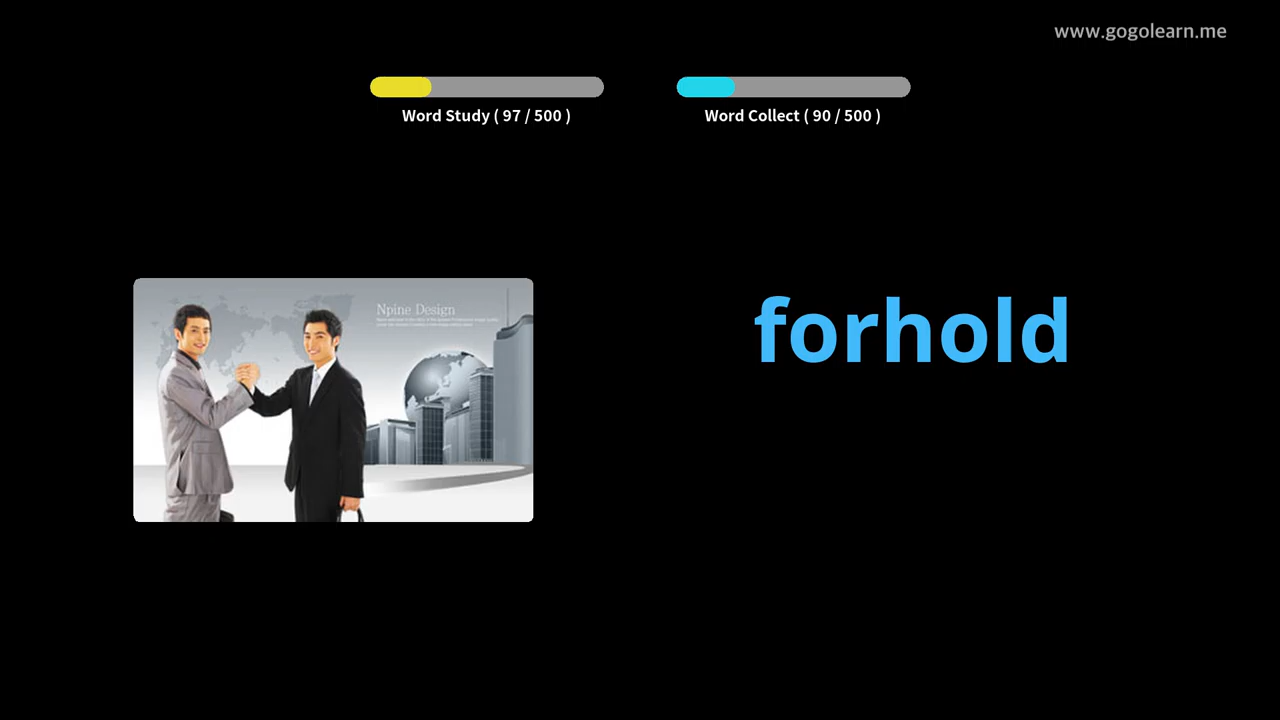 www.gogolearn.me
Word Study ( 97 / 500 )
Word Collect ( 90 / 500 )
Npine Design
forhold